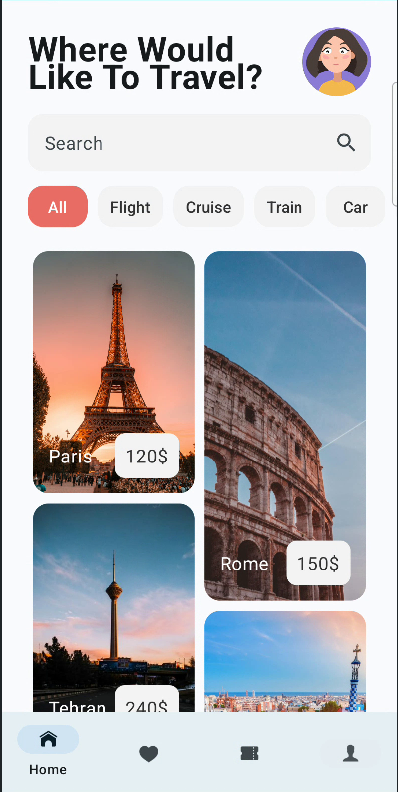 Where Would
Like To Travel?
Search
All
Flight
Cruise
Train
Car
Paris
120$
Rome
150$
Tehran
240$
Home